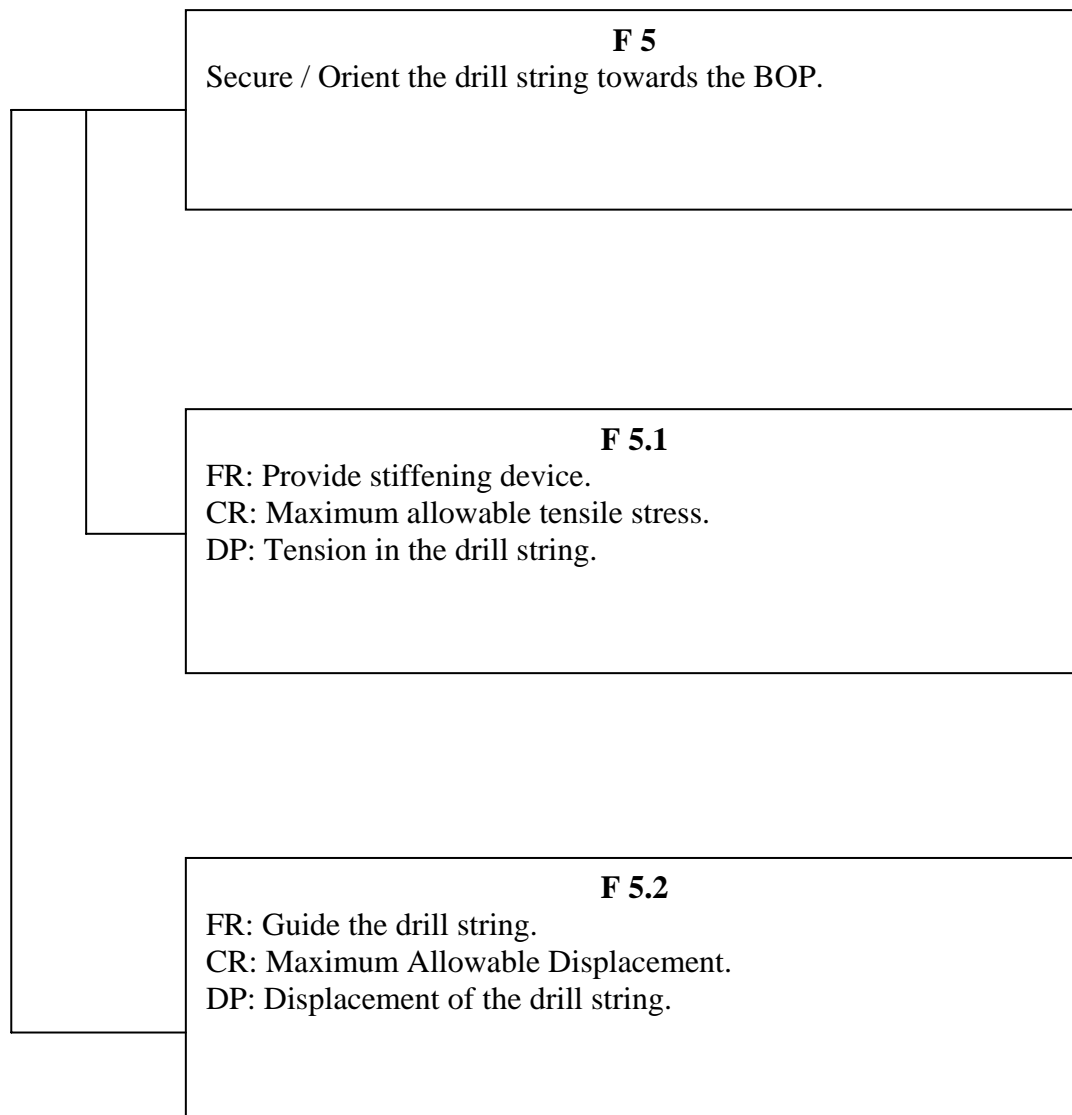 F 5
Secure / Orient the drill string towards the BOP.
F 5.1
FR: Provide stiffening device.
CR: Maximum allowable tensile stress.
DP: Tension in the drill string.
F 5.2
FR: Guide the drill string.
CR: Maximum Allowable Displacement.
DP: Displacement of the drill string.